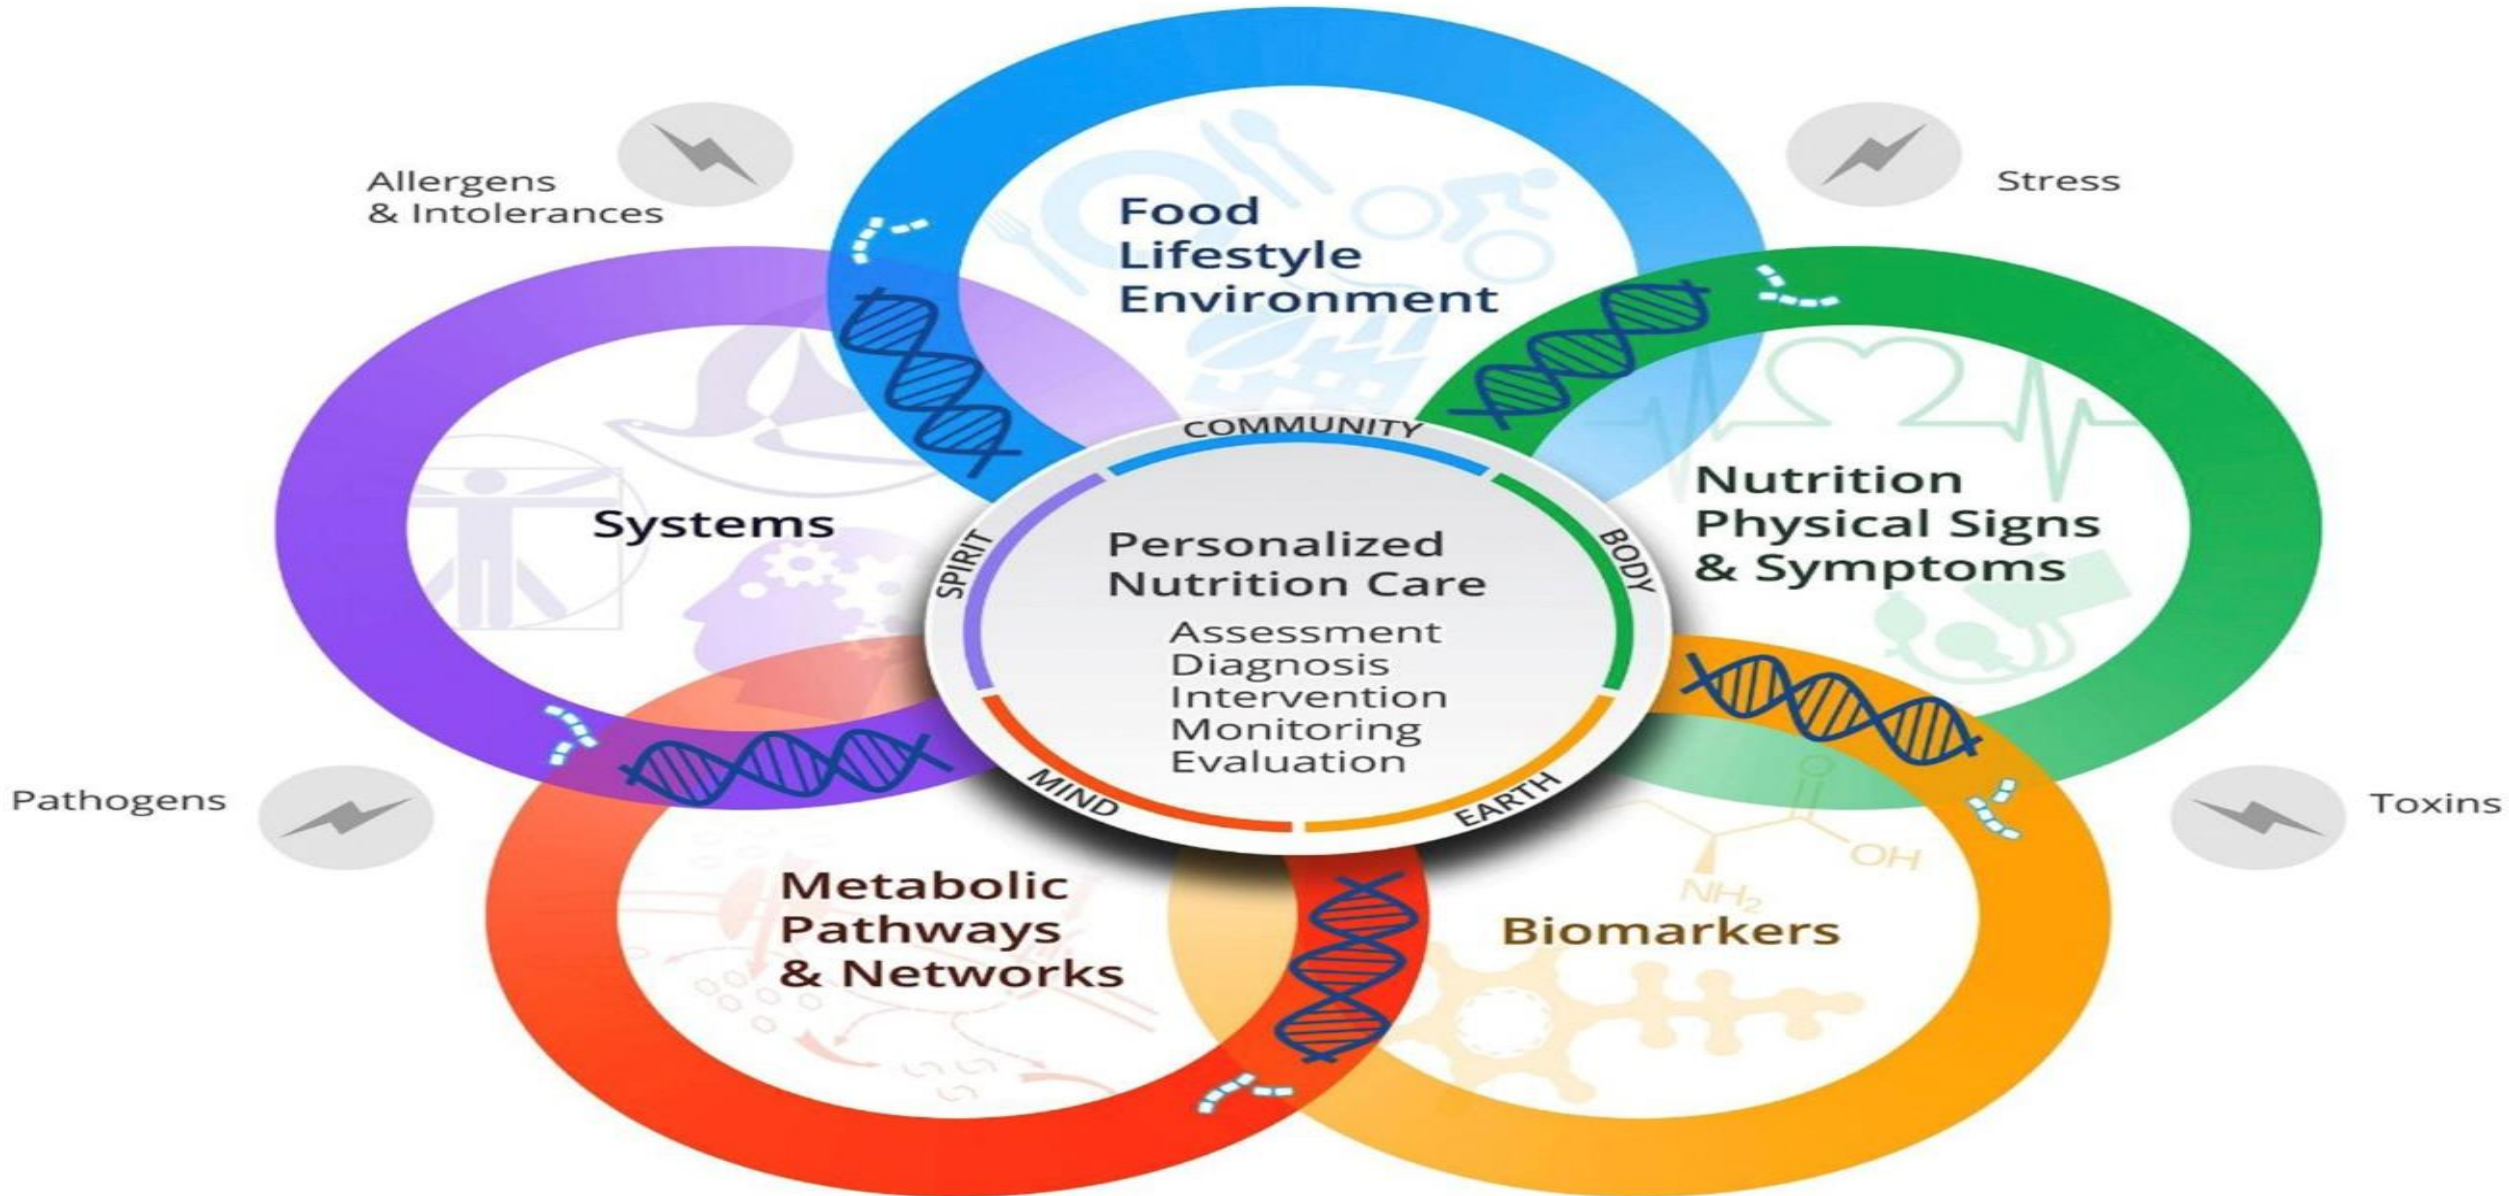 Allergens
& Intolerances
Stress
Food
Lifestyle
Environment
Systems
Nutrition
Physical Signs
& Symptoms
COMMUNITY
SPIRIT
BODY
Personalized
Nutrition Care
Assessment
Diagnosis
Intervention
Monitoring
Evaluation
MIND
EARTH
Pathogens
Toxins
Metabolic
Pathways
& Networks
O
OH
NH₂
Biomarkers